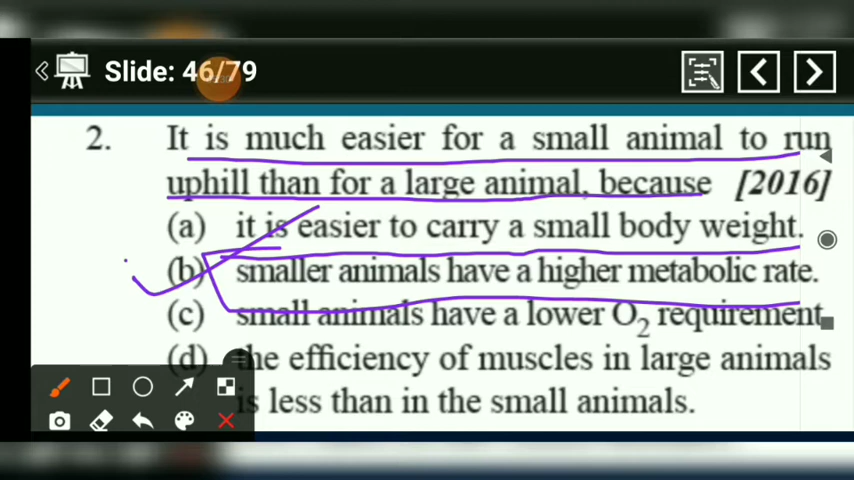 Slide: 46/79
2. It is much easier for a small animal to run
uphill than for a large animal, because [2016]
(a) it is easier to carry a small body weight.
(b) smaller animals have a higher metabolic rate.
(c) small animals have a lower O₂ requirement
(d) the efficiency of muscles in large animals
is less than in the small animals.